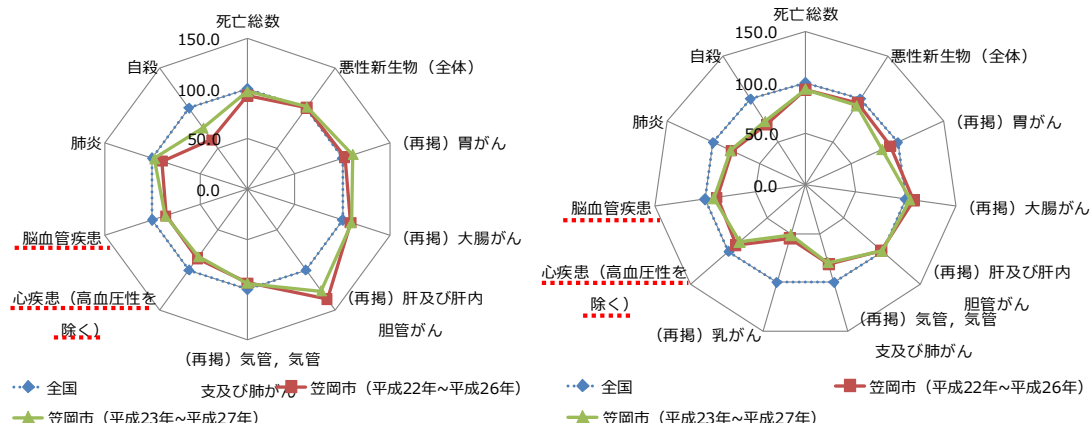 死亡総数
150.0
悪性新生物（全体）
自殺
100.0
肺炎
50.0
（再掲）胃がん
0.0
脳血管疾患
（再掲）大腸がん
心疾患（高血圧性を
除く）
（再掲）肝及び肝内
胆管がん
（再掲）気管，気管
支及び肺がん
全国
笠岡市（平成22年~平成26年）
笠岡市（平成23年~平成27年）
死亡総数
150.0
悪性新生物（全体）
自殺
100.0
肺炎
50.0
（再掲）胃がん
0.0
脳血管疾患
（再掲）大腸がん
心疾患（高血圧性を
除く）
（再掲）肝及び肝内
胆管がん
（再掲）乳がん
（再掲）気管，気管
支及び肺がん
全国
笠岡市（平成22年~平成26年）
笠岡市（平成23年~平成27年）